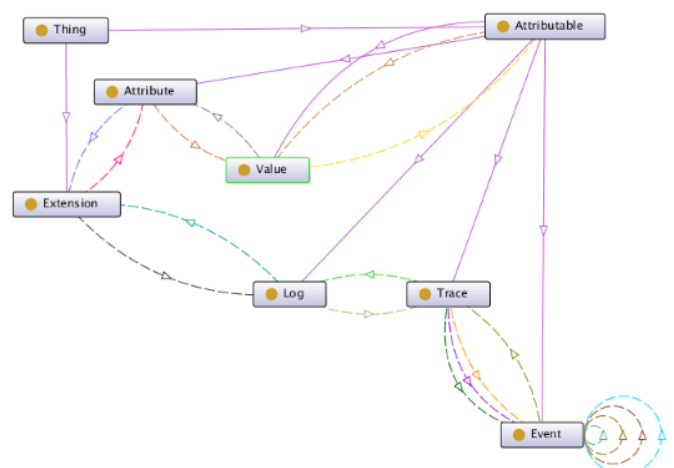 Thing
Attributable
Attribute
Value
Extension
Log
Trace
Event